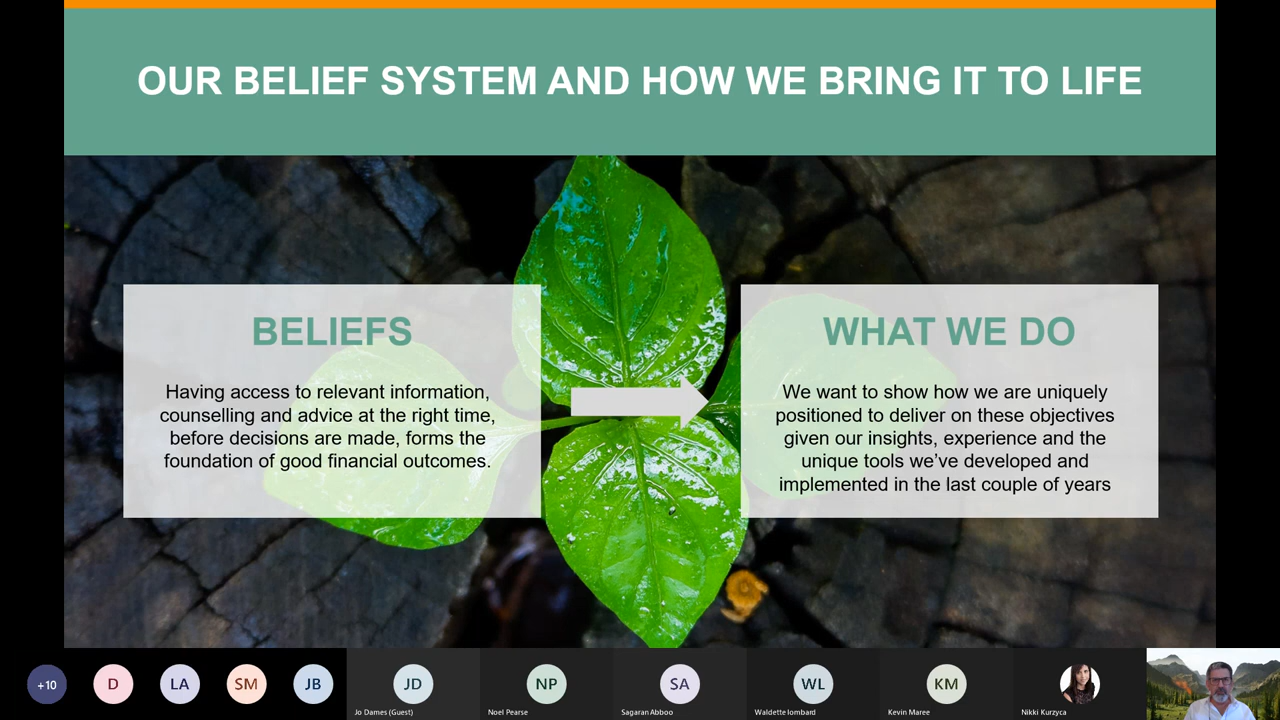 OUR BELIEF SYSTEM AND HOW WE BRING IT TO LIFE
BELIEFS
Having access to relevant information,
counselling and advice at the right time,
before decisions are made, forms the
foundation of good financial outcomes.
WHAT WE DO
We want to show how we are uniquely
positioned to deliver on these objectives
given our insights, experience and the
unique tools we’ve developed and
implemented in the last couple of years
+10
D
LA
SM
JB
JD
NP
SA
WL
KM
Jo Dames (Guest)
Noel Pearse
Sagaran Abboo
Waldette lombard
Kevin Maree
Nikki Kurzyca